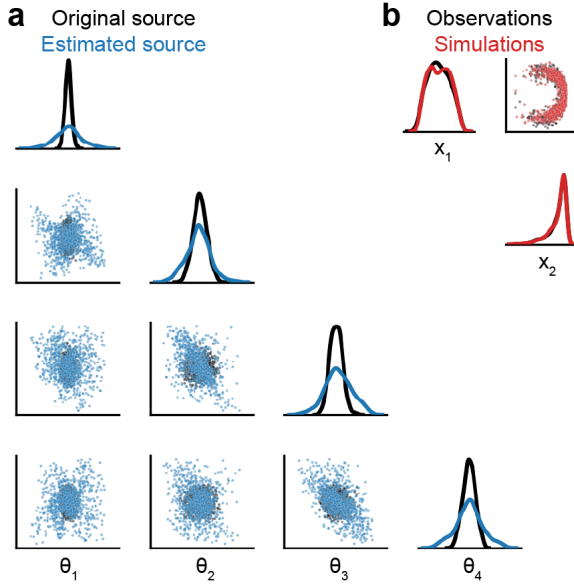 a
Original source
Estimated source
b
Observations
Simulations
x₁
x₂
θ₁
θ₂
θ₃
θ₄